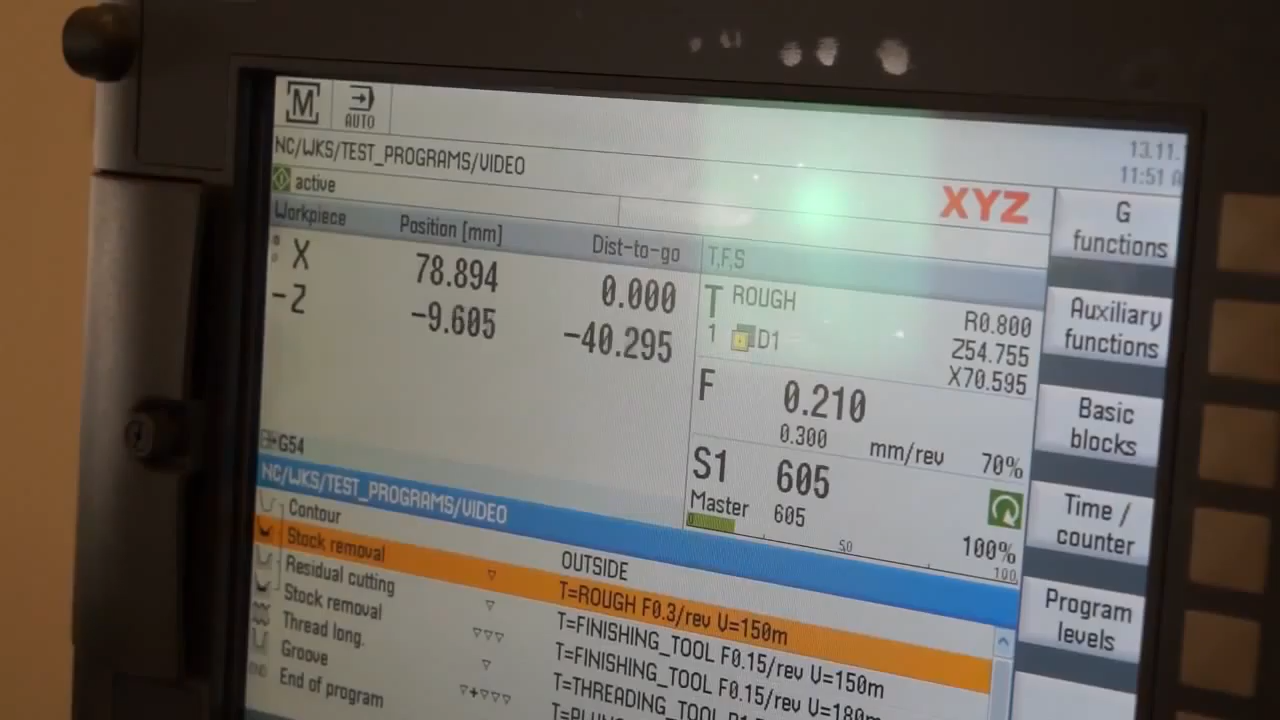 M
AUTO
13.11.
11:51
NC/WKS/TEST_PROGRAMS/VIDEO
active
XYZ
Workpiece Position [mm] Dist-to-go
X 78.894 0.000
-Z -9.605 -40.295
G54
T,F,S
T ROUGH R0.800
1 D1 Z54.755
X70.595
F 0.210
0.300 mm/rev 70%
S1 605
Master 605 100%
0 50 100
NC/WKS/TEST_PROGRAMS/VIDEO
Contour OUTSIDE
Stock removal ▽ T=ROUGH F0.3/rev V=150m
Residual cutting ▽ T=FINISHING_TOOL F0.15/rev V=150m
Stock removal ▽▽▽ T=FINISHING_TOOL F0.15/rev V=180m
Thread long. ▽ T=THREADING_TOOL
Groove ▽+▽▽▽
END End of program
G
functions
Auxiliary
functions
Basic
blocks
Time /
counter
Program
levels